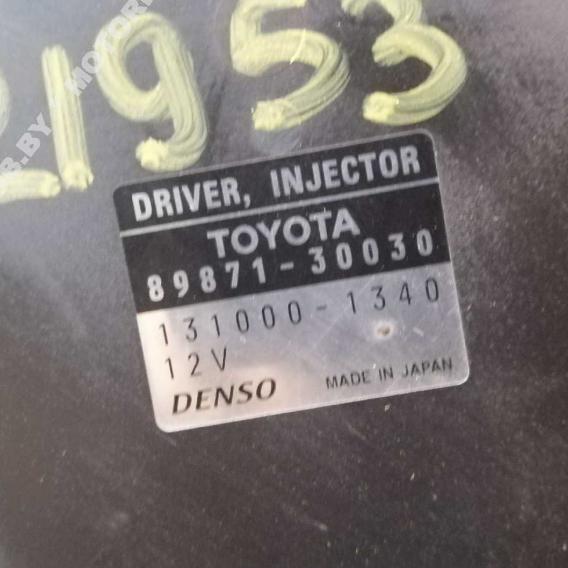 21953
DRIVER, INJECTOR
TOYOTA
89871-30030
131000-1340
12V
DENSO MADE IN JAPAN